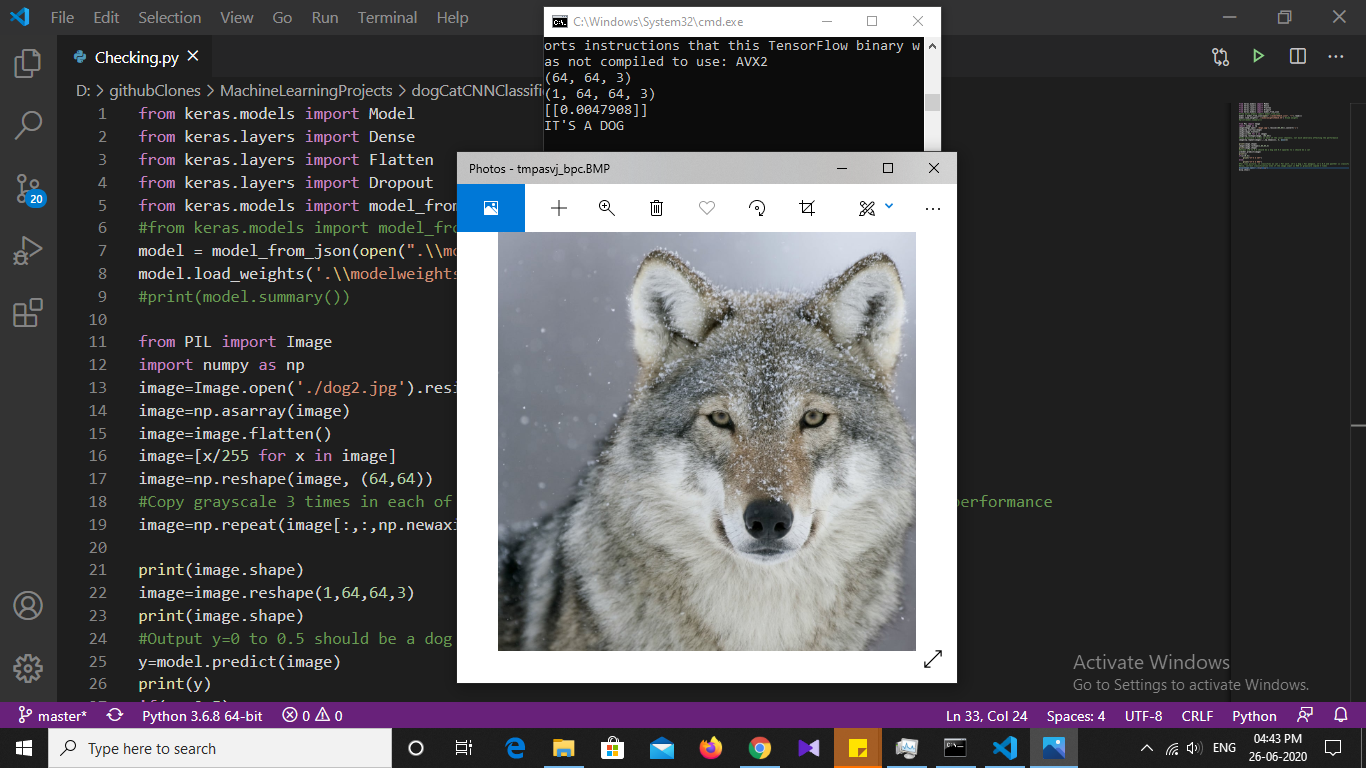 File Edit Selection View Go Run Terminal Help
C:\Windows\System32\cmd.exe
orts instructions that this TensorFlow binary w
as not compiled to use: AVX2
(64, 64, 3)
(1, 64, 64, 3)
[[0.0047908]]
IT'S A DOG
Checking.py
D: > githubClones > MachineLearningProjects > dogCatCNNClassifi
1 from keras.models import Model
2 from keras.layers import Dense
3 from keras.layers import Flatten
4 from keras.layers import Dropout
5 from keras.models import model_from
6 #from keras.models import model_fro
7 model = model_from_json(open(".\\mo
8 model.load_weights('.\\modelweights
9 #print(model.summary())
10
11 from PIL import Image
12 import numpy as np
13 image=Image.open('./dog2.jpg').resi
14 image=np.asarray(image)
15 image=image.flatten()
16 image=[x/255 for x in image]
17 image=np.reshape(image, (64,64))
18 #Copy grayscale 3 times in each of performance
19 image=np.repeat(image[:,:,np.newaxi
20
21 print(image.shape)
22 image=image.reshape(1,64,64,3)
23 print(image.shape)
24 #Output y=0 to 0.5 should be a dog
25 y=model.predict(image)
26 print(y)
Photos - tmpasvj_bpc.BMP
20
Activate Windows
Go to Settings to activate Windows.
master* Python 3.6.8 64-bit 0 0 Ln 33, Col 24 Spaces: 4 UTF-8 CRLF Python
Type here to search
ENG
04:43 PM
26-06-2020